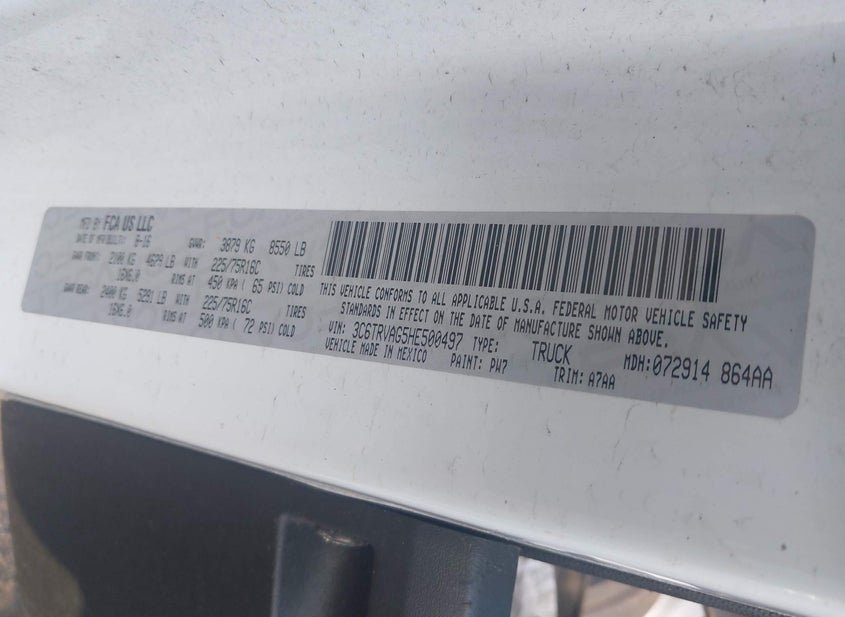 MFD BY FCA US LLC
DATE OF MFR(BUILT): 8-16 GVWR: 3879 KG 8550 LB
GAWR FRONT: 2100 KG 4629 LB WITH 225/75R16C TIRES
16X6.0 RIMS AT 450 KPA ( 65 PSI) COLD
GAWR REAR: 2400 KG 5291 LB WITH 225/75R16C TIRES
16X6.0 RIMS AT 500 KPA ( 72 PSI) COLD
THIS VEHICLE CONFORMS TO ALL APPLICABLE U.S.A. FEDERAL MOTOR VEHICLE SAFETY
STANDARDS IN EFFECT ON THE DATE OF MANUFACTURE SHOWN ABOVE.
VIN: 3C6TRVAG5HE500497 TYPE: TRUCK MDH:072914 864AA
VEHICLE MADE IN MEXICO PAINT: PW7 TRIM: A7AA